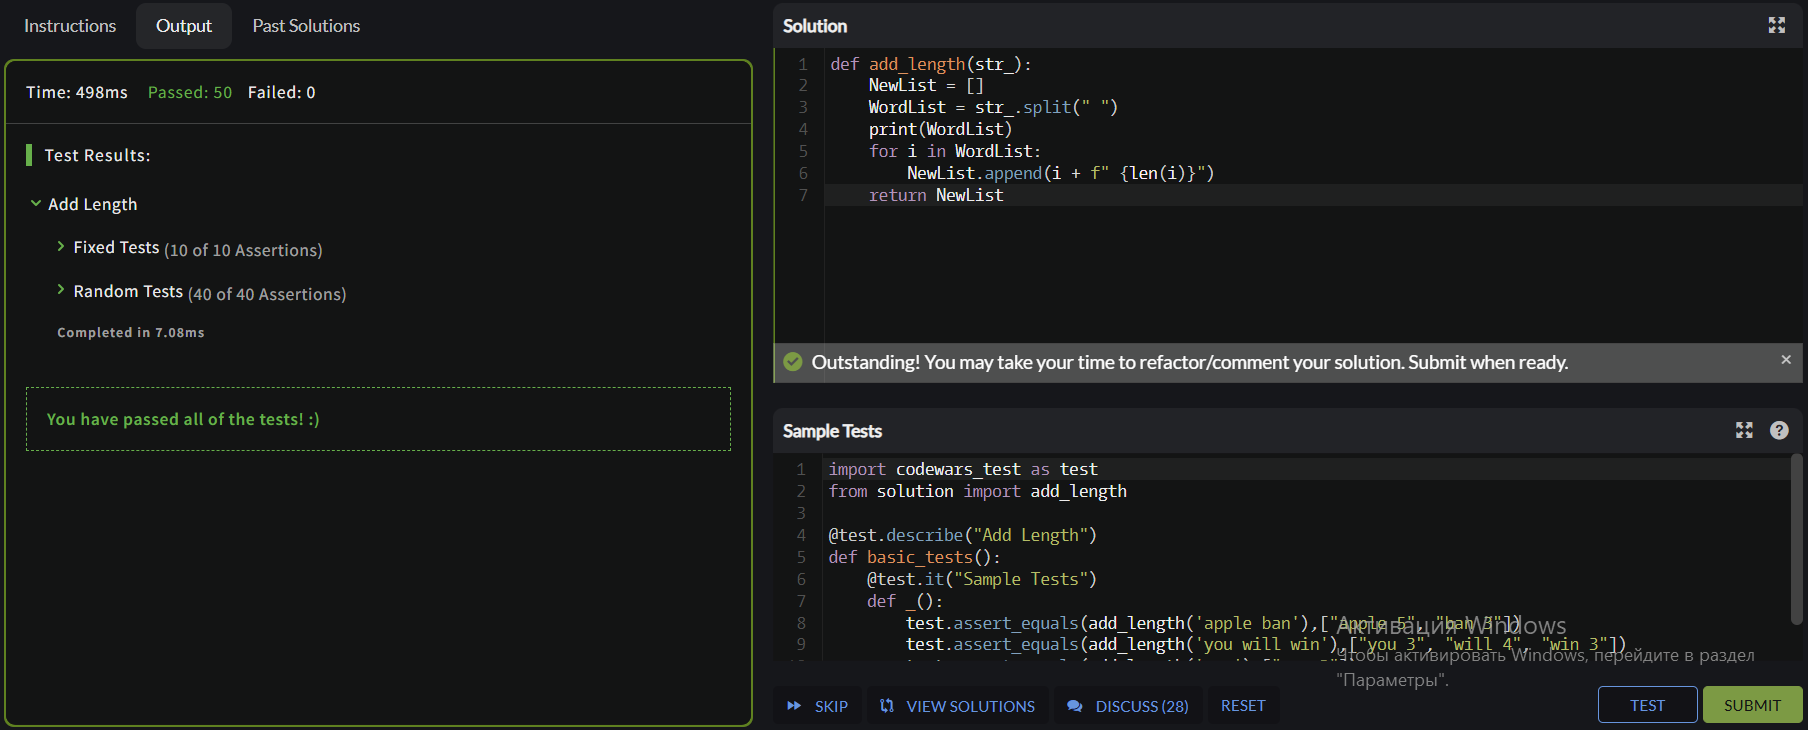 Instructions
Output
Past Solutions
Time: 498ms Passed: 50 Failed: 0
Test Results:
Add Length
Fixed Tests (10 of 10 Assertions)
Random Tests (40 of 40 Assertions)
Completed in 7.08ms
You have passed all of the tests! :)
Solution
1 def add_length(str_):
2 NewList = []
3 WordList = str_.split(" ")
4 print(WordList)
5 for i in WordList:
6 NewList.append(i + f" {len(i)}")
7 return NewList
Outstanding! You may take your time to refactor/comment your solution. Submit when ready.
Sample Tests
1 import codewars_test as test
2 from solution import add_length
3
4 @test.describe("Add Length")
5 def basic_tests():
6 @test.it("Sample Tests")
7 def _():
8 test.assert_equals(add_length('apple ban'),["apple 5", "ban 3"])
9 test.assert_equals(add_length('you will win'),["you 3", "will 4", "win 3"])
Активация Windows
Чтобы активировать Windows, перейдите в раздел
"Параметры".
SKIP
VIEW SOLUTIONS
DISCUSS (28)
RESET
TEST
SUBMIT